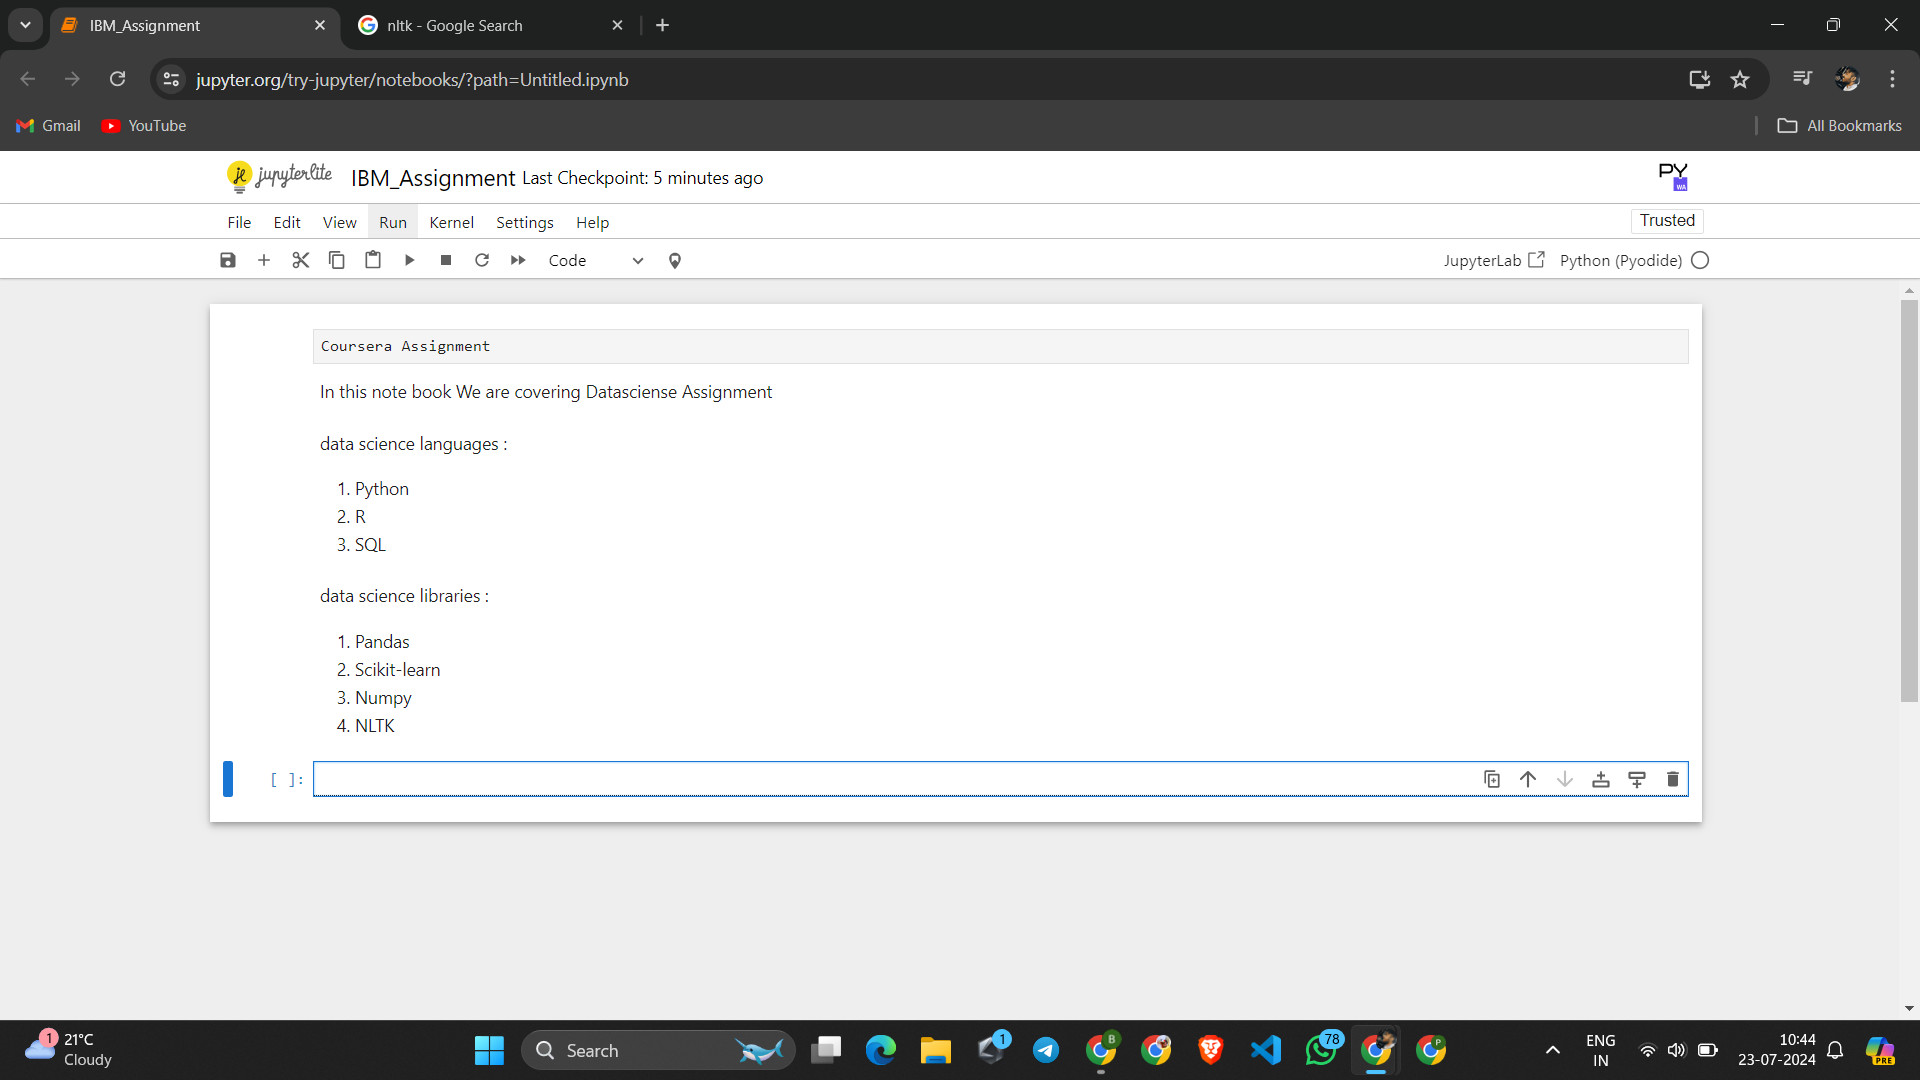 IBM_Assignment
nltk - Google Search
jupyter.org/try-jupyter/notebooks/?path=Untitled.ipynb
Gmail
YouTube
All Bookmarks
jupyterlite
IBM_Assignment Last Checkpoint: 5 minutes ago
PY
WA
File Edit View Run Kernel Settings Help
Trusted
Code
JupyterLab
Python (Pyodide)
Coursera Assignment
In this note book We are covering Datasciense Assignment
data science languages :
1. Python
2. R
3. SQL
data science libraries :
1. Pandas
2. Scikit-learn
3. Numpy
4. NLTK
[ ]:
1
21°C
Cloudy
Search
1
B
78
P
ENG
IN
10:44
23-07-2024
PRE